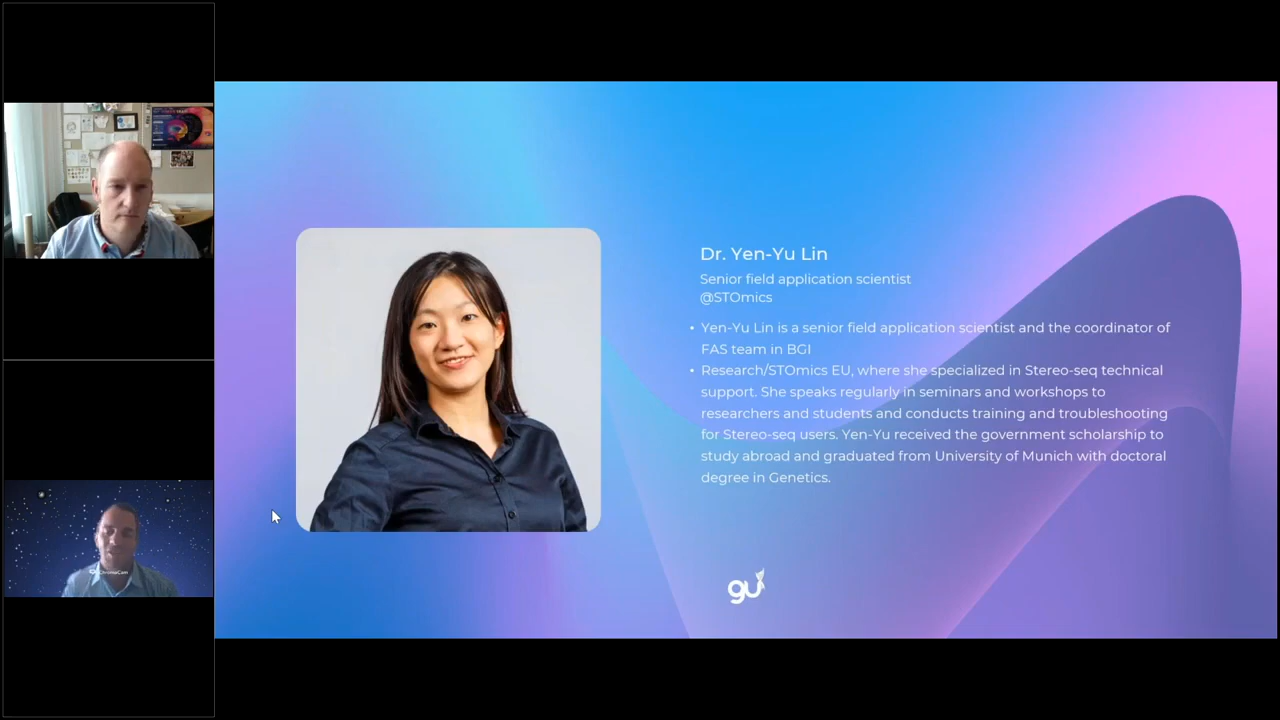 Dr. Yen-Yu Lin
Senior field application scientist
@STOmics
• Yen-Yu Lin is a senior field application scientist and the coordinator of
FAS team in BGI
• Research/STOmics EU, where she specialized in Stereo-seq technical
support. She speaks regularly in seminars and workshops to
researchers and students and conducts training and troubleshooting
for Stereo-seq users. Yen-Yu received the government scholarship to
study abroad and graduated from University of Munich with doctoral
degree in Genetics.
gu
ChromaCam